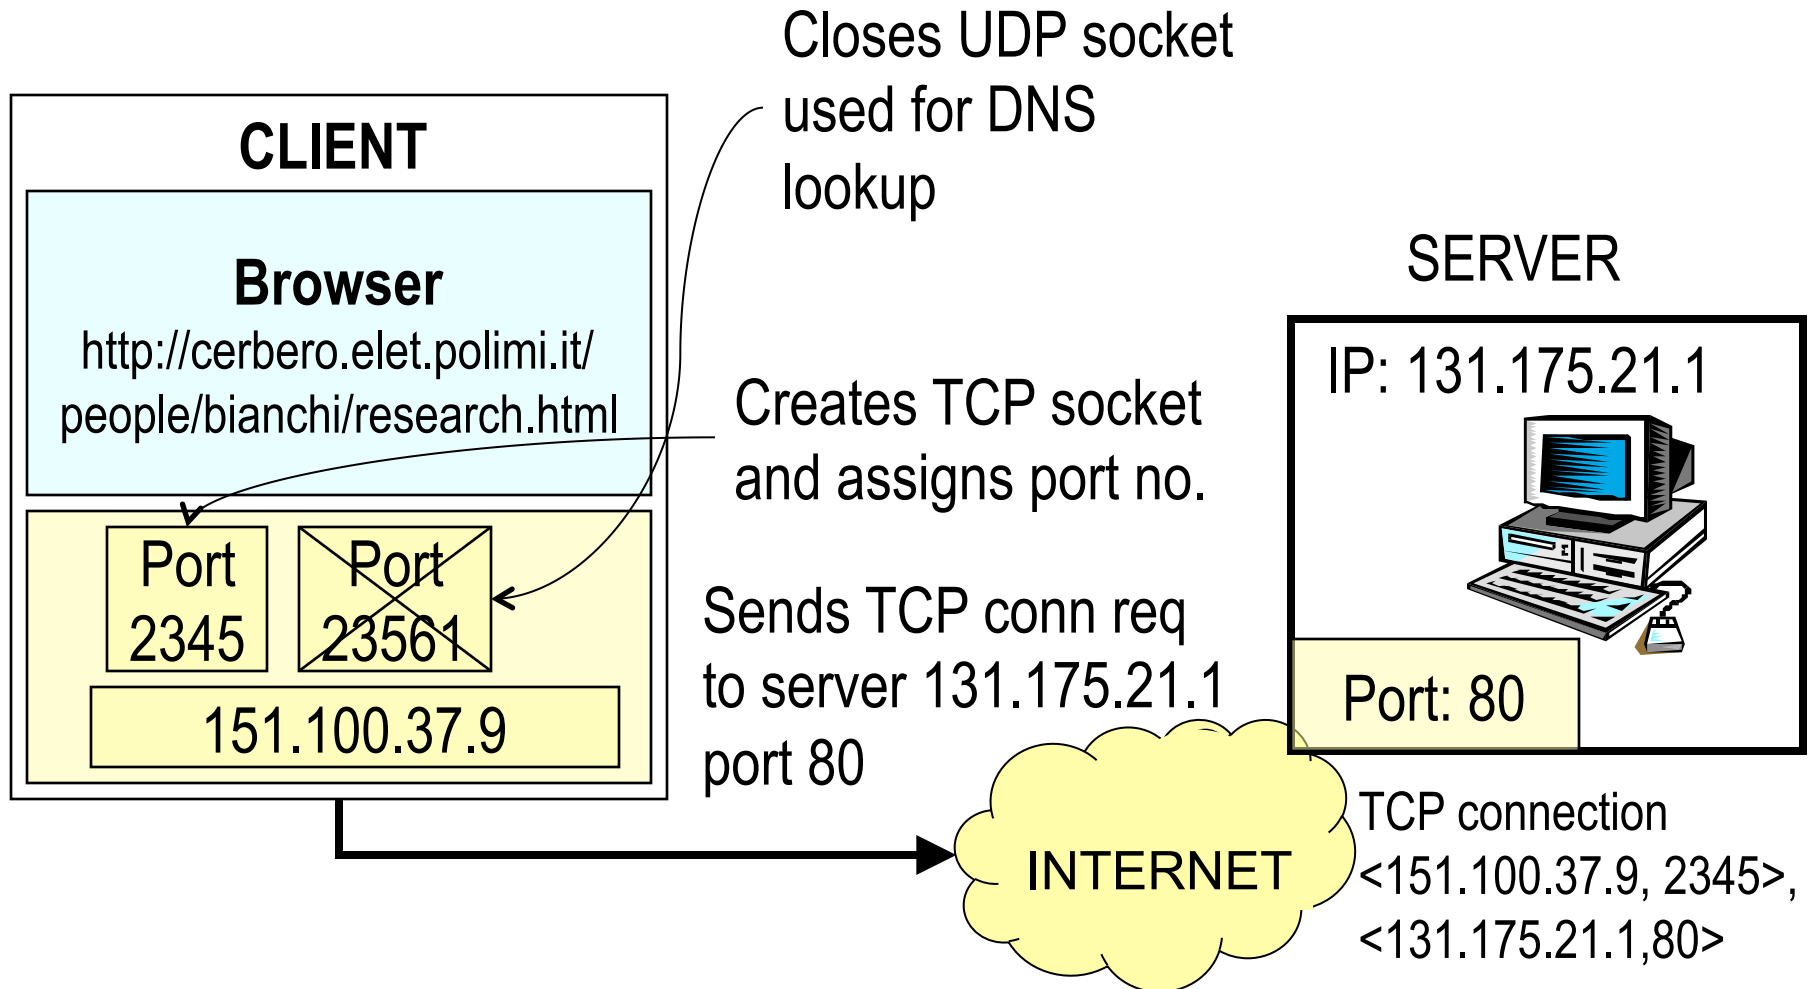 Closes UDP socket
used for DNS
lookup
CLIENT
Browser
http://cerbero.elet.polimi.it/
people/bianchi/research.html
Creates TCP socket
and assigns port no.
Port
2345
Port
23561
151.100.37.9
Sends TCP conn req
to server 131.175.21.1
port 80
SERVER
IP: 131.175.21.1
Port: 80
INTERNET
TCP connection
<151.100.37.9, 2345>,
<131.175.21.1,80>